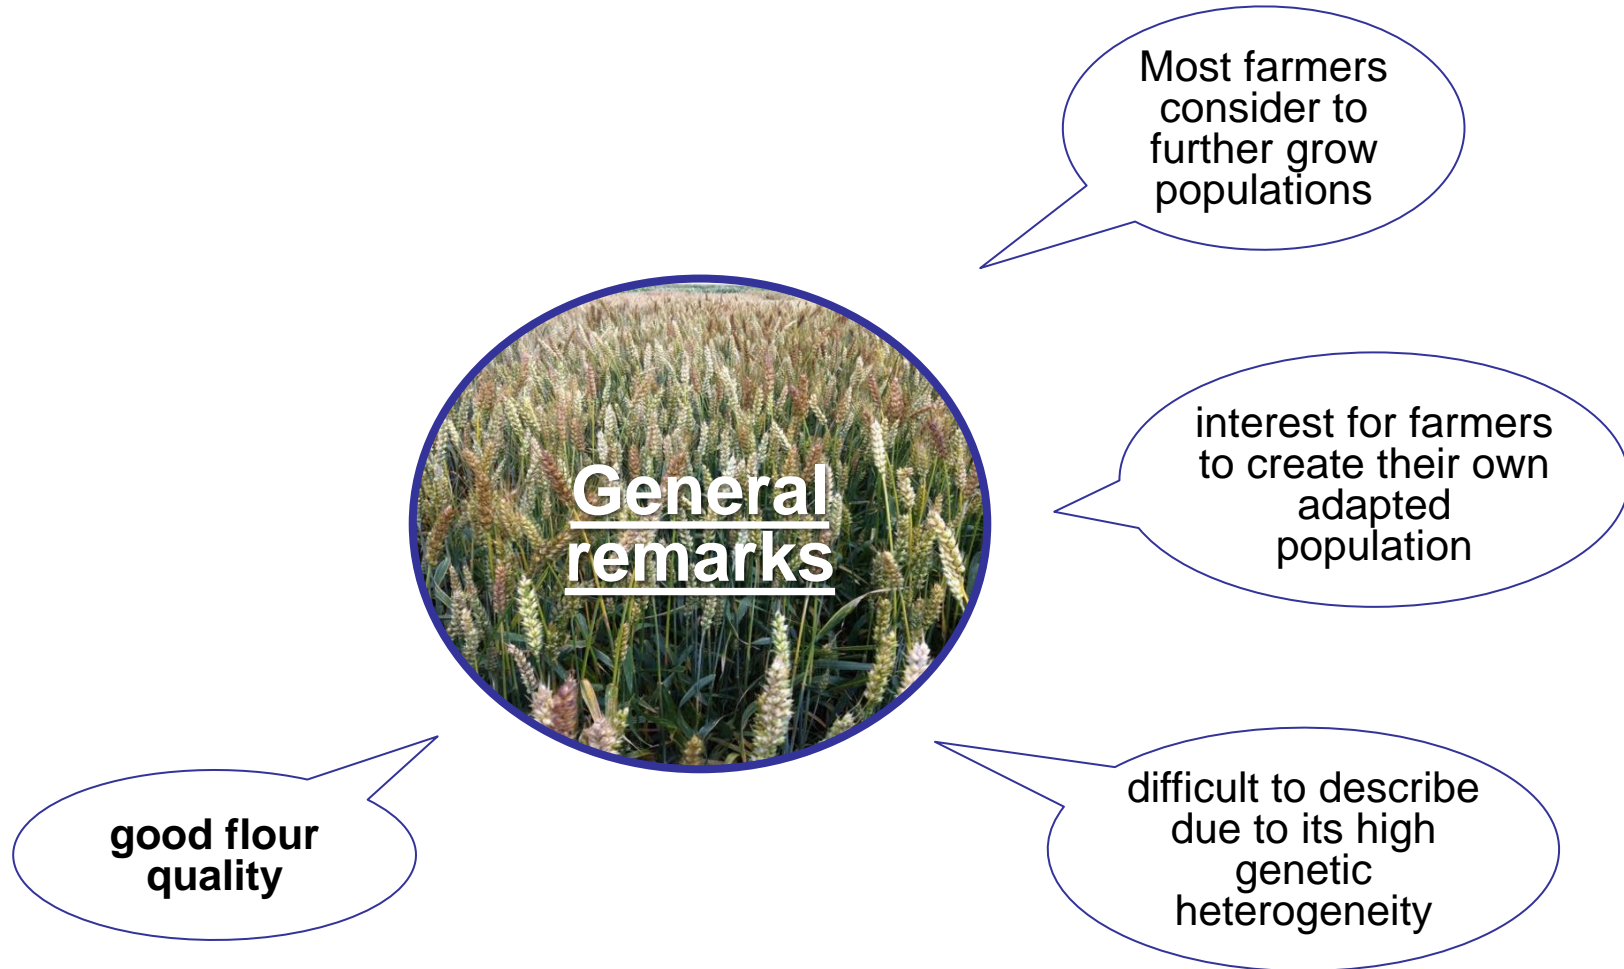 Most farmers
consider to
further grow
populations
interest for farmers
to create their own
adapted
population
General
remarks
difficult to describe
due to its high
genetic
heterogeneity
good flour
quality